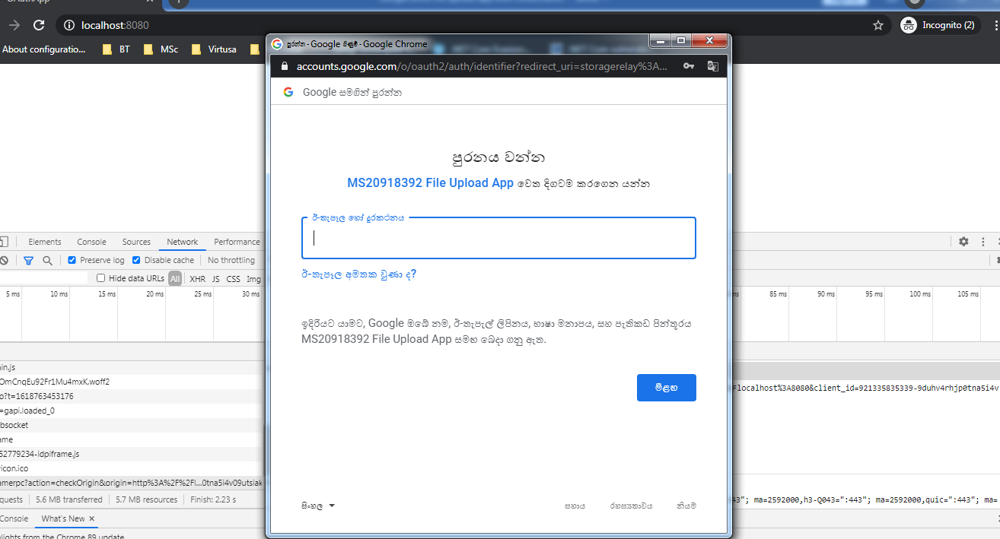 localhost:8080
Incognito (2)
About configuratio...
BT
MSc
Virtusa
පුරන්න - Google ගිණුම් - Google Chrome
accounts.google.com/o/oauth2/auth/identifier?redirect_uri=storagerelay%3A...
Google සමගින් පුරන්න
පුරනය වන්න
MS20918392 File Upload App වෙත දිගටම කරගෙන යන්න
ඊ-තැපෑල හෝ දුරකථනය
ඊ-තැපෑල අමතක වුණා ද?
ඉදිරියට යාමට, Google ඔබේ නම, ඊ-තැපැල් ලිපිනය, භාෂා මනාපය, සහ පැතිකඩ පින්තූරය
MS20918392 File Upload App සමඟ බෙදා ගනු ඇත.
මීළඟ
සිංහල
සහාය
රහස්‍යතාවය
නියම
Elements
Console
Sources
Network
Performance
Preserve log
Disable cache
No throttling
Hide data URLs
All
XHR
JS
CSS
Img
5 ms
10 ms
15 ms
20 ms
25 ms
30 ms
85 ms
90 ms
95 ms
100 ms
105 ms
in.js
OmCnqEu92Fr1Mu4mxK.woff2
o?t=1618763453176
=gapi.loaded_0
bsocket
ame
52779234-idpiframe.js
vicon.ico
amerpc?action=checkOrigin&origin=http%3A%2F%2Fl...0tna5i4v09utsiak
Flocalhost%3A8080&client_id=921335835339-9duhv4rhjp0tna5i4v
quests
5.6 MB transferred
5.7 MB resources
Finish: 2.23 s
43"; ma=2592000,h3-Q043=":443"; ma=2592000,quic=":443"; ma=
Console
What's New
lights from the Chrome 89 update